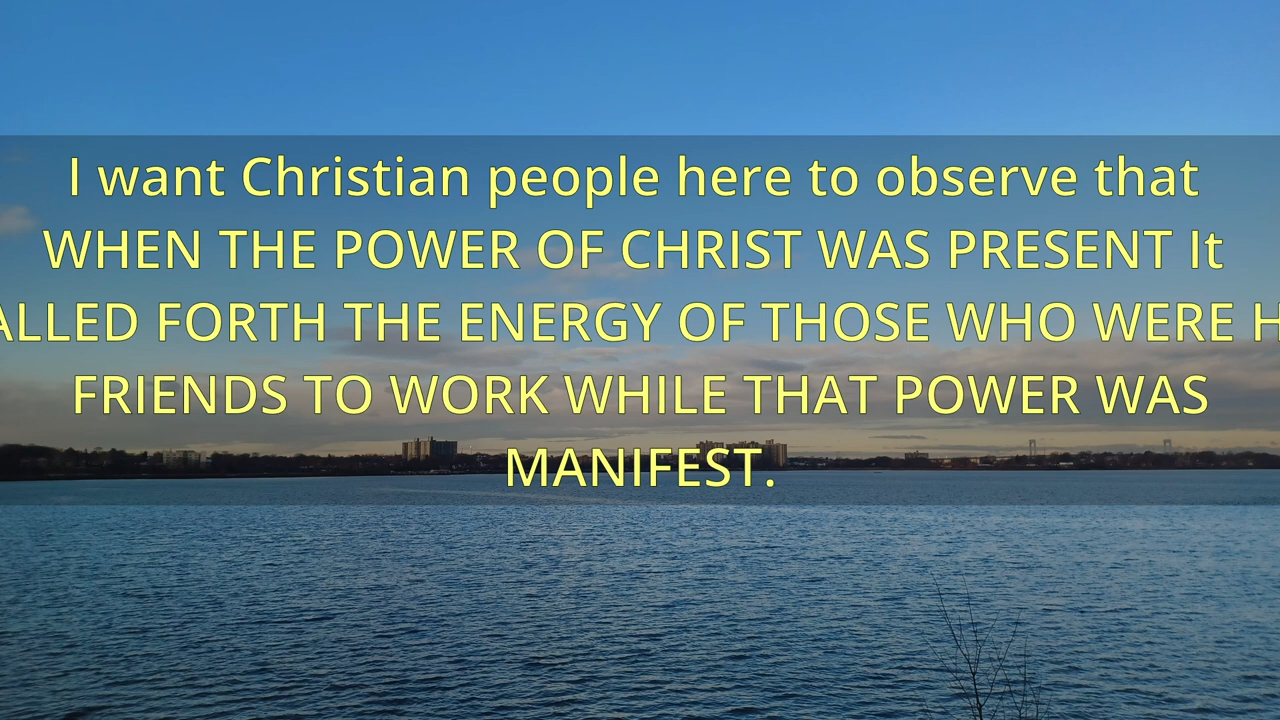 I want Christian people here to observe that
WHEN THE POWER OF CHRIST WAS PRESENT It
ALLED FORTH THE ENERGY OF THOSE WHO WERE H
FRIENDS TO WORK WHILE THAT POWER WAS
MANIFEST.